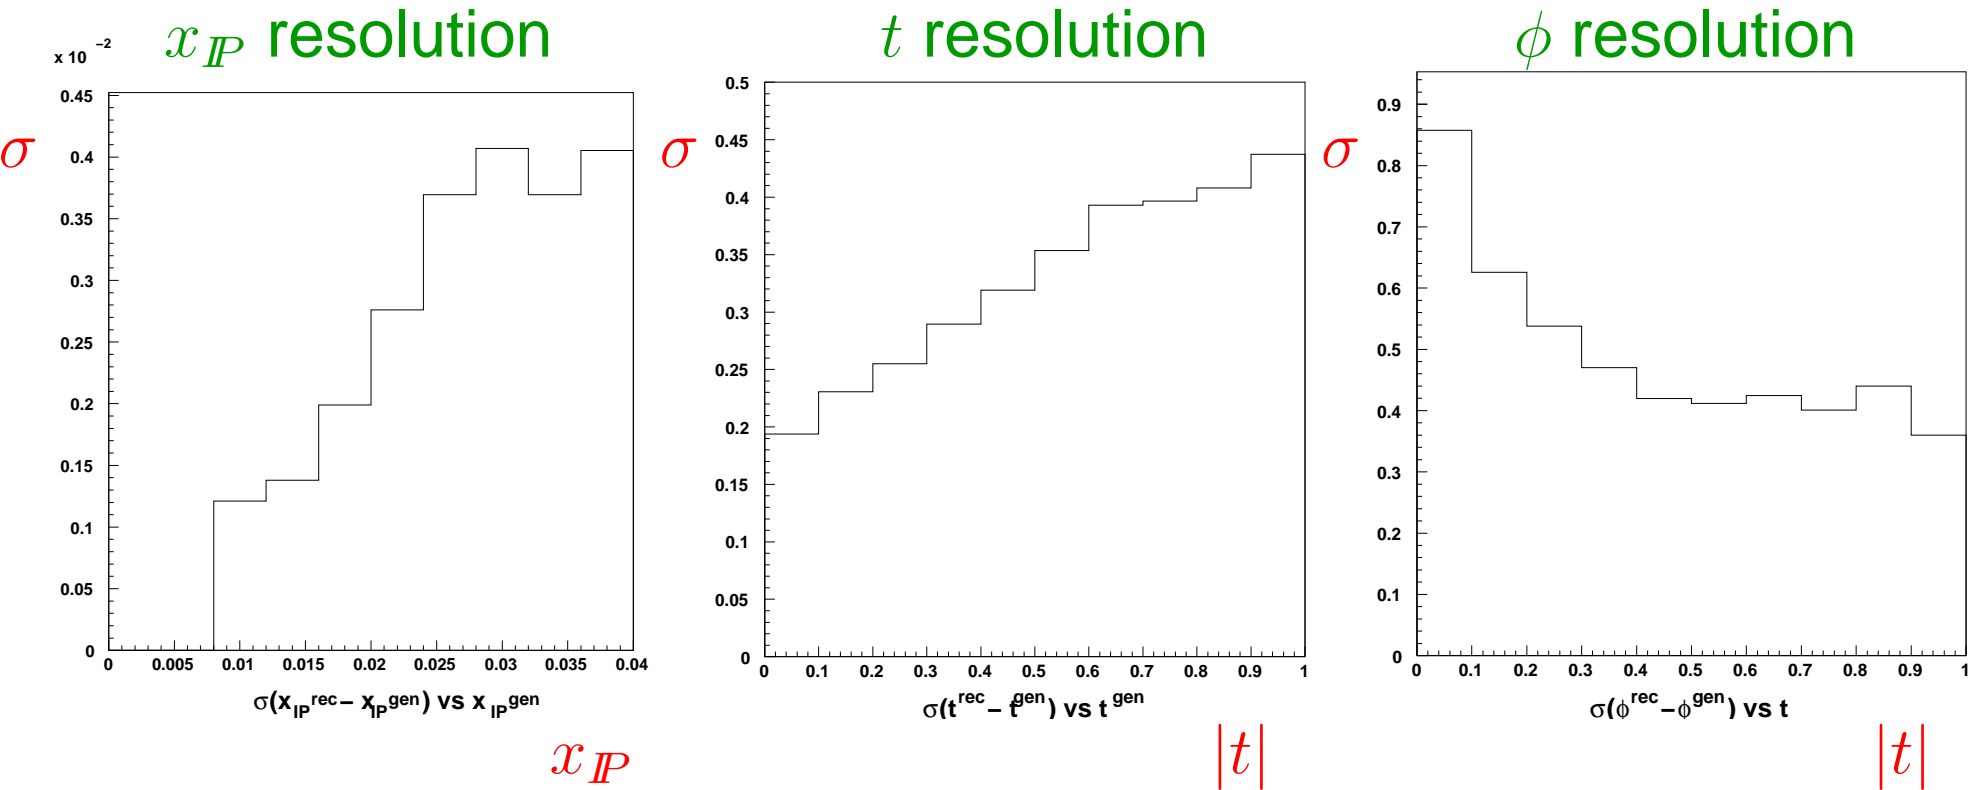 x_IP resolution
t resolution
ϕ resolution
x 10 −2
σ
0.45
0.4
0.35
0.3
0.25
0.2
0.15
0.1
0.05
0
0 0.005 0.01 0.015 0.02 0.025 0.03 0.035 0.04
σ(x_IP^rec − x_IP^gen) vs x_IP^gen
x_IP
σ
0.5
0.45
0.4
0.35
0.3
0.25
0.2
0.15
0.1
0.05
0
0 0.1 0.2 0.3 0.4 0.5 0.6 0.7 0.8 0.9 1
σ(t^rec − t^gen) vs t^gen
|t|
σ
0.9
0.8
0.7
0.6
0.5
0.4
0.3
0.2
0.1
0
0 0.1 0.2 0.3 0.4 0.5 0.6 0.7 0.8 0.9 1
σ(ϕ^rec − ϕ^gen) vs t
|t|